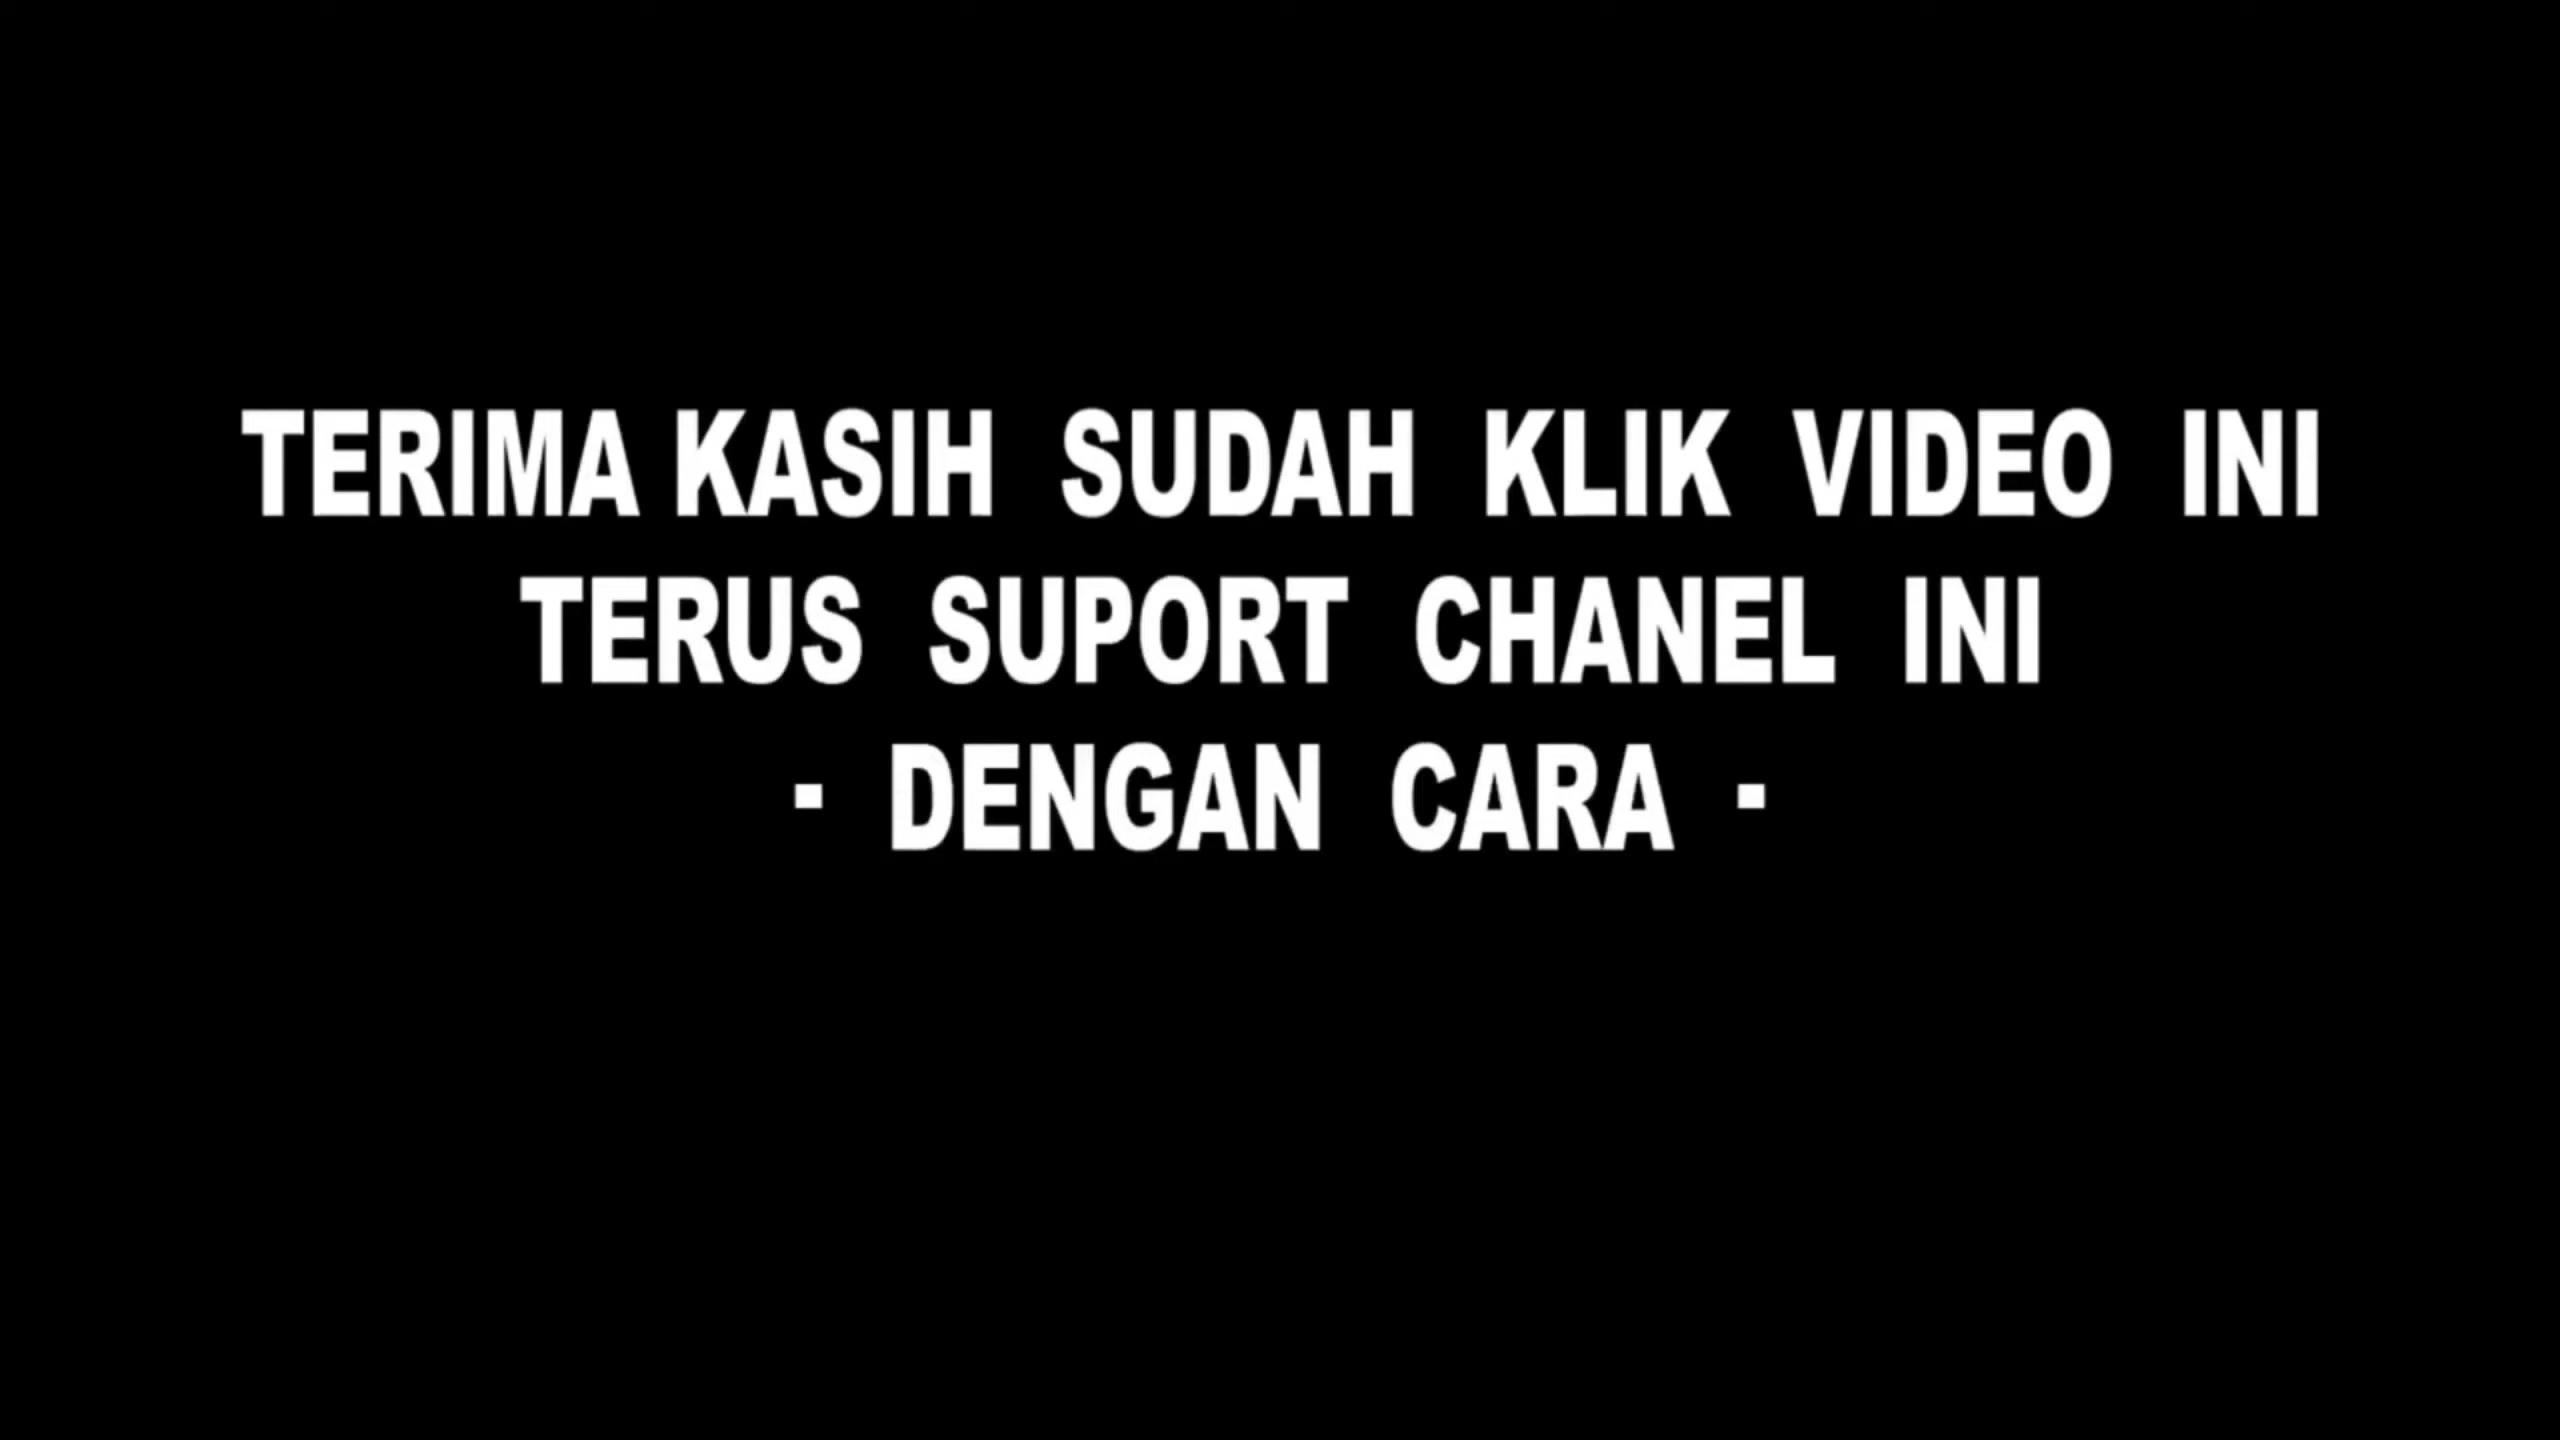 TERIMA KASIH SUDAH KLIK VIDEO INI
TERUS SUPORT CHANEL INI
- DENGAN CARA -